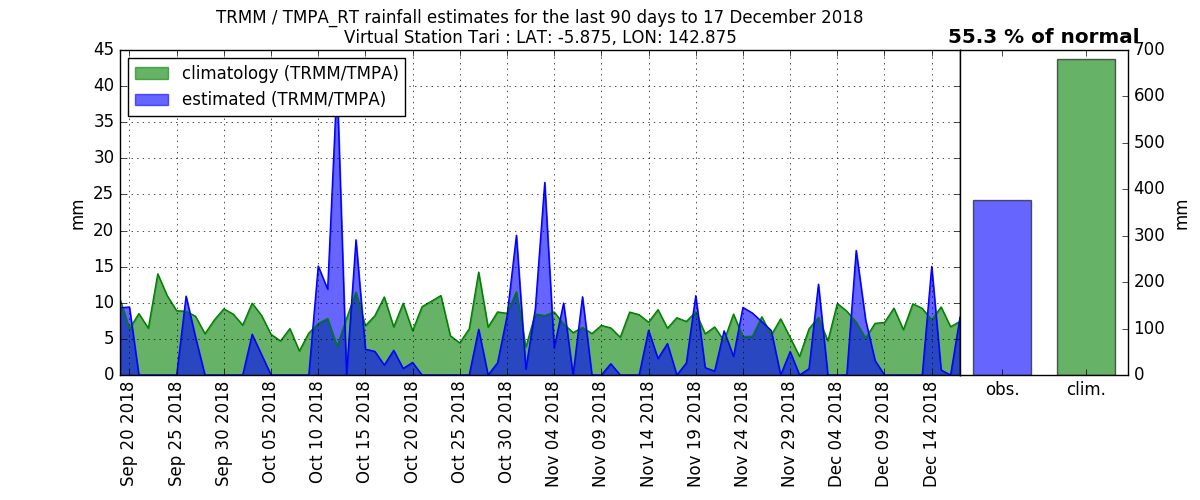 TRMM / TMPA_RT rainfall estimates for the last 90 days to 17 December 2018
Virtual Station Tari : LAT: -5.875, LON: 142.875
55.3 % of normal
climatology (TRMM/TMPA)
estimated (TRMM/TMPA)
mm
45
40
35
30
25
20
15
10
5
0
Sep 20 2018
Sep 25 2018
Sep 30 2018
Oct 05 2018
Oct 10 2018
Oct 15 2018
Oct 20 2018
Oct 25 2018
Oct 30 2018
Nov 04 2018
Nov 09 2018
Nov 14 2018
Nov 19 2018
Nov 24 2018
Nov 29 2018
Dec 04 2018
Dec 09 2018
Dec 14 2018
obs.
clim.
700
600
500
400
300
200
100
0
mm